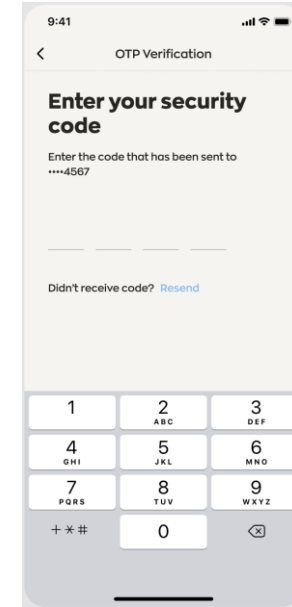 9:41
OTP Verification
Enter your security
code
Enter the code that has been sent to
••••4567
Didn't receive code? Resend
1 2 3
ABC DEF
4 5 6
GHI JKL MNO
7 8 9
PQRS TUV WXYZ
+*# 0